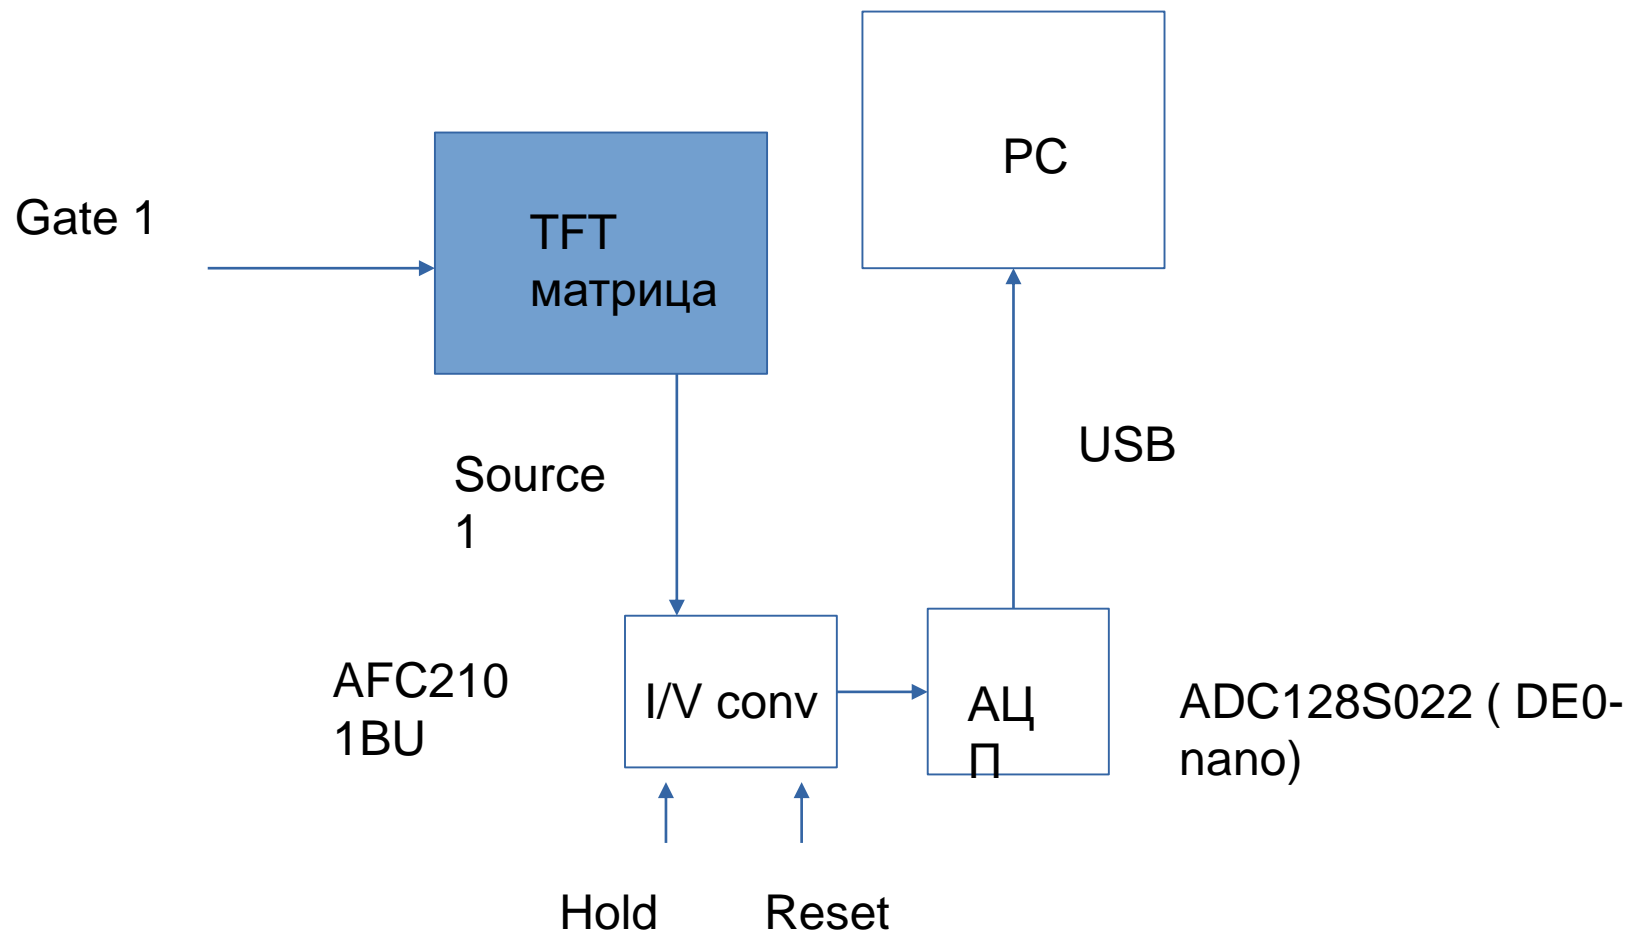 PC
Gate 1
TFT
матрица
USB
Source
1
AFC210
1BU
I/V conv
АЦ
П
ADC128S022 ( DE0-
nano)
Hold
Reset